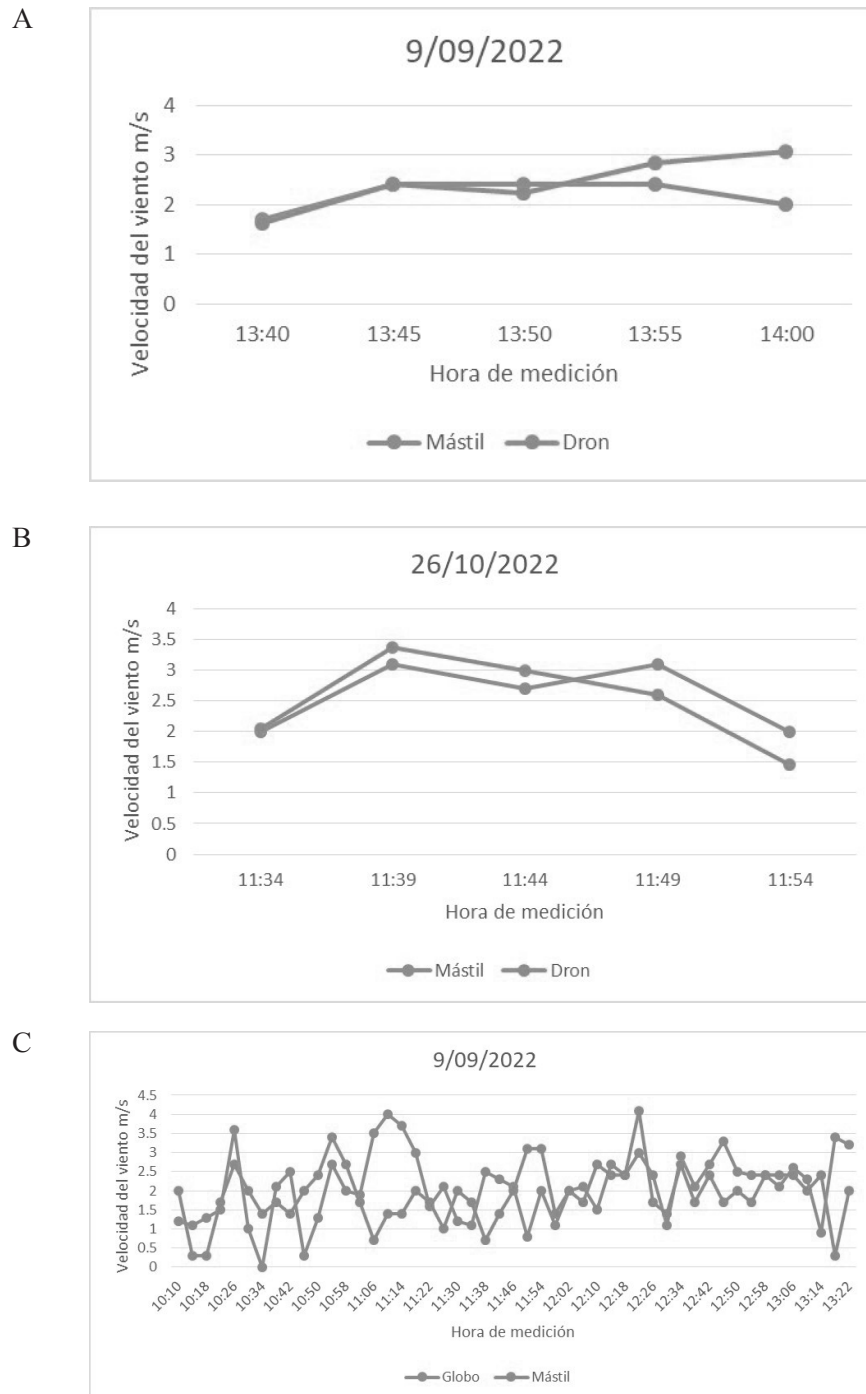 A
9/09/2022
Velocidad del viento m/s
4
3
2
1
0
13:40 13:45 13:50 13:55 14:00
Hora de medición
Mástil Dron
B
26/10/2022
Velocidad del viento m/s
4
3.5
3
2.5
2
1.5
1
0.5
0
11:34 11:39 11:44 11:49 11:54
Hora de medición
Mástil Dron
C
9/09/2022
Velocidad del viento m/s
4.5
4
3.5
3
2.5
2
1.5
1
0.5
0
10:10 10:18 10:26 10:34 10:42 10:50 10:58 11:06 11:14 11:22 11:30 11:38 11:46 11:54 12:02 12:10 12:18 12:26 12:34 12:42 12:50 12:58 13:06 13:14 13:22
Hora de medición
Globo Mástil